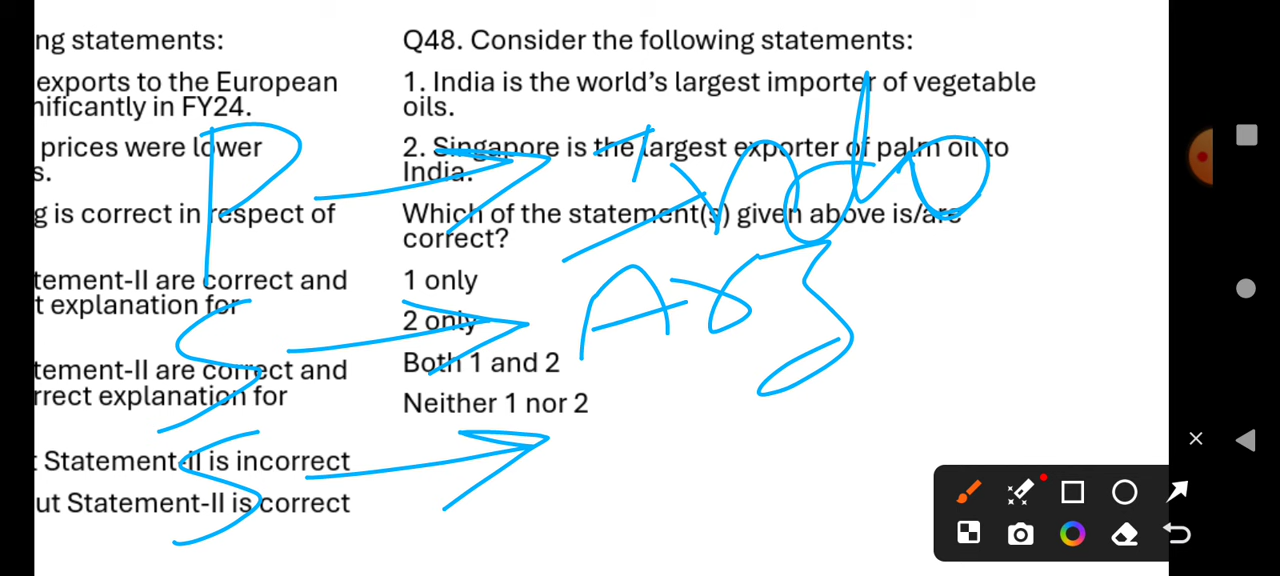 ng statements:
exports to the European
nificantly in FY24.
prices were lower
s.
g is correct in respect of
tement-II are correct and
t explanation for
tement-II are correct and
rrect explanation for
t Statement-II is incorrect
ut Statement-II is correct
Q48. Consider the following statements:
1. India is the world's largest importer of vegetable
oils.
2. Singapore is the largest exporter of palm oil to
India.
Which of the statement(s) given above is/are
correct?
1 only
2 only
Both 1 and 2
Neither 1 nor 2
P
Indo
S
Arg
S